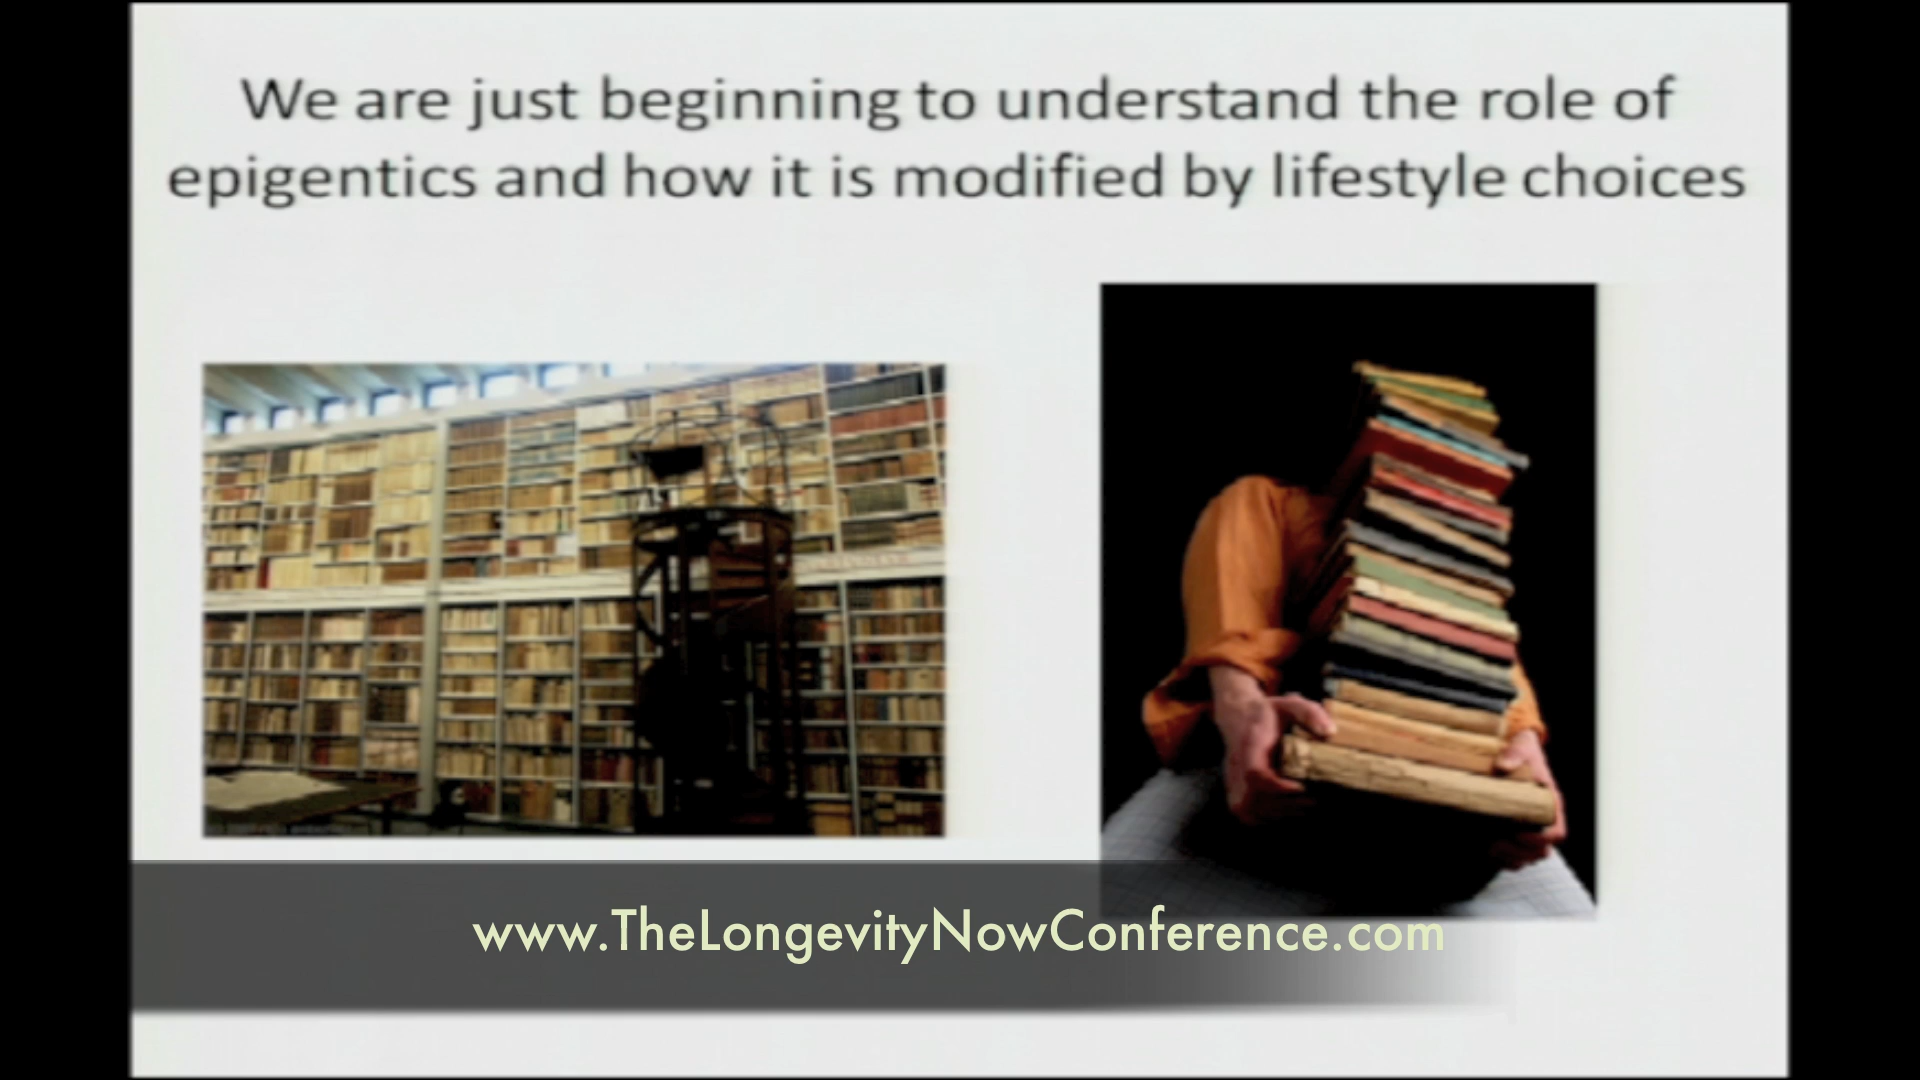 We are just beginning to understand the role of
epigentics and how it is modified by lifestyle choices
www.TheLongevityNowConference.com